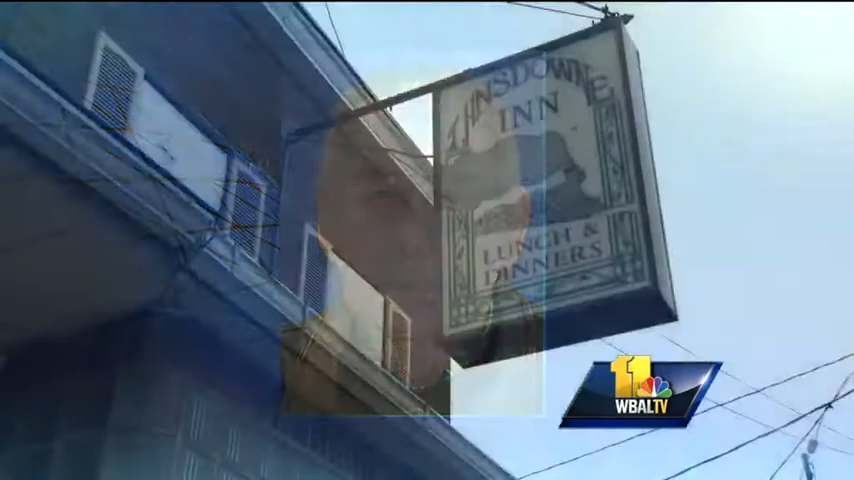 LANSDOWNE
INN
LUNCH &
DINNERS
11
WBALTV